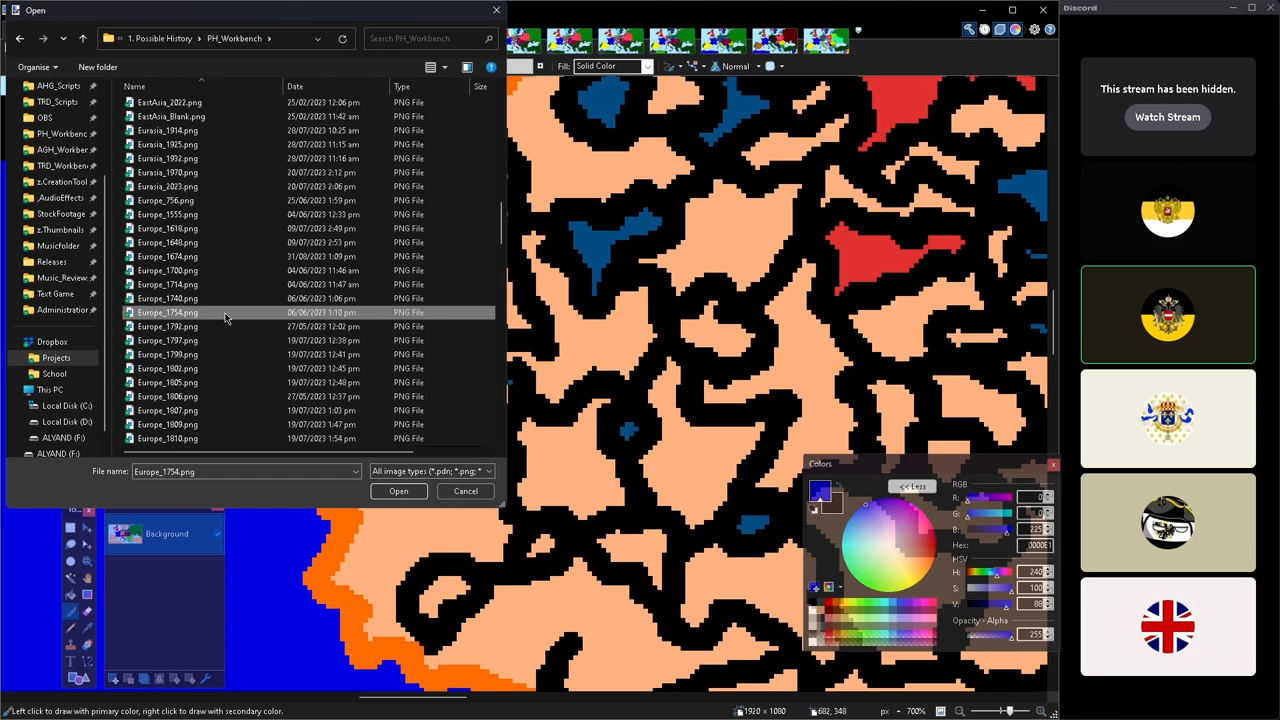 Open
1. Possible History
PH_Workbench
Search PH_Workbench
Organise
New folder
Name
Date
Type
Size
AHG_Scripts
TRD_Scripts
OBS
PH_Workbenc
AGH_Workber
TRD_Workben
z.CreationTool
,AudioEffects
StockFootage
z.Thumbnails
Musicfolder
Releases
Music_Review
Text Game
Administratior
Dropbox
Projects
School
This PC
Local Disk (C:)
Local Disk (D:)
ALYAND (F:)
ALYAND (F:)
EastAsia_2022.png 25/02/2023 12:06 pm PNG File
EastAsia_Blank.png 25/02/2023 11:42 am PNG File
Eurasia_1914.png 28/07/2023 10:25 am PNG File
Eurasia_1925.png 28/07/2023 11:15 am PNG File
Eurasia_1932.png 28/07/2023 11:16 am PNG File
Eurasia_1970.png 20/07/2023 2:12 pm PNG File
Eurasia_2023.png 20/07/2023 2:06 pm PNG File
Europe_756.png 25/06/2023 1:59 pm PNG File
Europe_1555.png 04/06/2023 12:33 pm PNG File
Europe_1618.png 09/07/2023 2:49 pm PNG File
Europe_1648.png 09/07/2023 2:53 pm PNG File
Europe_1674.png 31/08/2023 1:09 pm PNG File
Europe_1700.png 04/06/2023 11:46 am PNG File
Europe_1714.png 04/06/2023 11:47 am PNG File
Europe_1740.png 06/06/2023 1:06 pm PNG File
Europe_1754.png 06/06/2023 1:10 pm PNG File
Europe_1792.png 27/05/2023 12:02 pm PNG File
Europe_1797.png 19/07/2023 12:38 pm PNG File
Europe_1799.png 19/07/2023 12:41 pm PNG File
Europe_1802.png 19/07/2023 12:45 pm PNG File
Europe_1805.png 19/07/2023 12:48 pm PNG File
Europe_1806.png 27/05/2023 12:37 pm PNG File
Europe_1807.png 19/07/2023 1:03 pm PNG File
Europe_1809.png 19/07/2023 1:47 pm PNG File
Europe_1810.png 19/07/2023 1:54 pm PNG File
File name: Europe_1754.png All image types (*.pdn; *.png; *
Open
Cancel
Fill: Solid Color
Normal
Background
Colors
<< Less
RGB
R: 0
G: 0
B: 225
Hex: 0000E1
HSV
H: 240
S: 100
V: 88
Opacity - Alpha
255
Left click to draw with primary color, right click to draw with secondary color.
1920 × 1080
682, 348
px
700%
Discord
This stream has been hidden.
Watch Stream